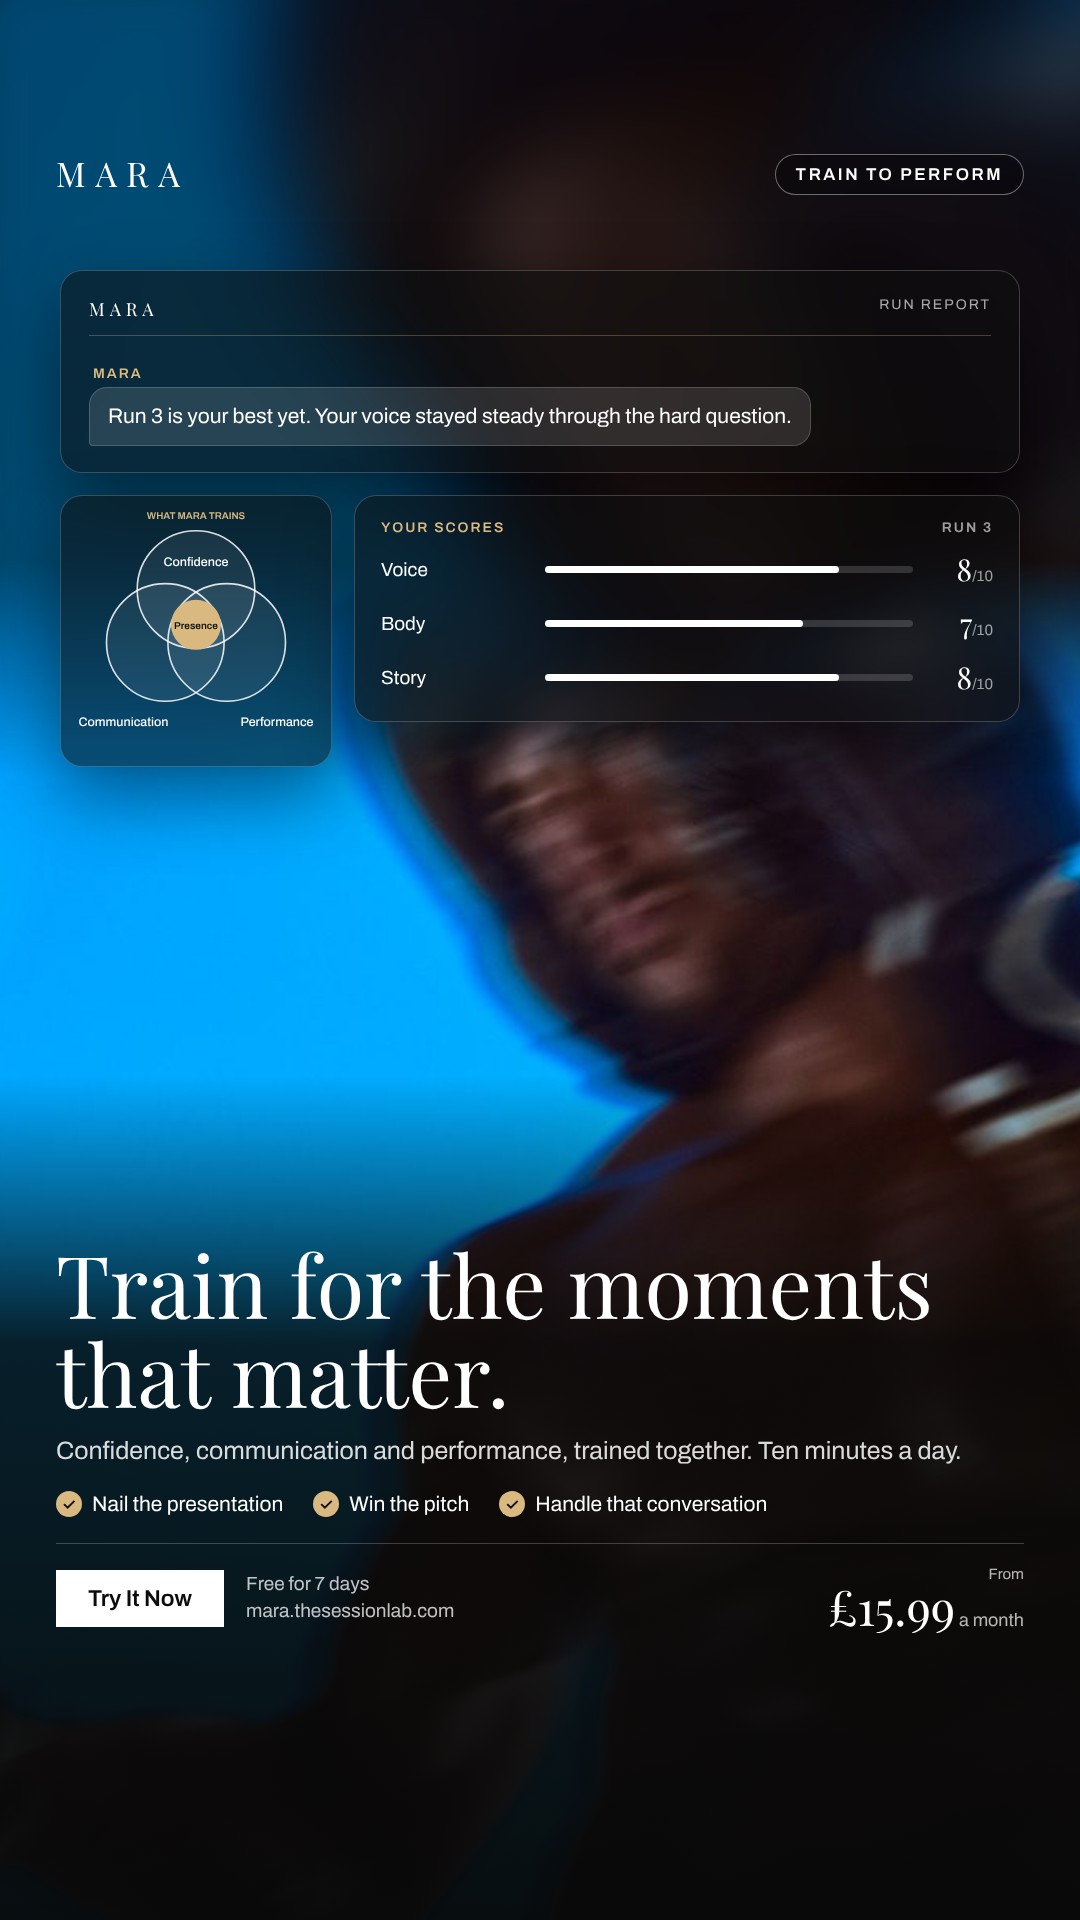 MARA
TRAIN TO PERFORM
MARA
RUN REPORT
MARA
Run 3 is your best yet. Your voice stayed steady through the hard question.
WHAT MARA TRAINS
Confidence
Presence
Communication
Performance
YOUR SCORES
RUN 3
Voice
8/10
Body
7/10
Story
8/10
Train for the moments
that matter.
Confidence, communication and performance, trained together. Ten minutes a day.
Nail the presentation
Win the pitch
Handle that conversation
Try It Now
Free for 7 days
mara.thesessionlab.com
From
£15.99 a month